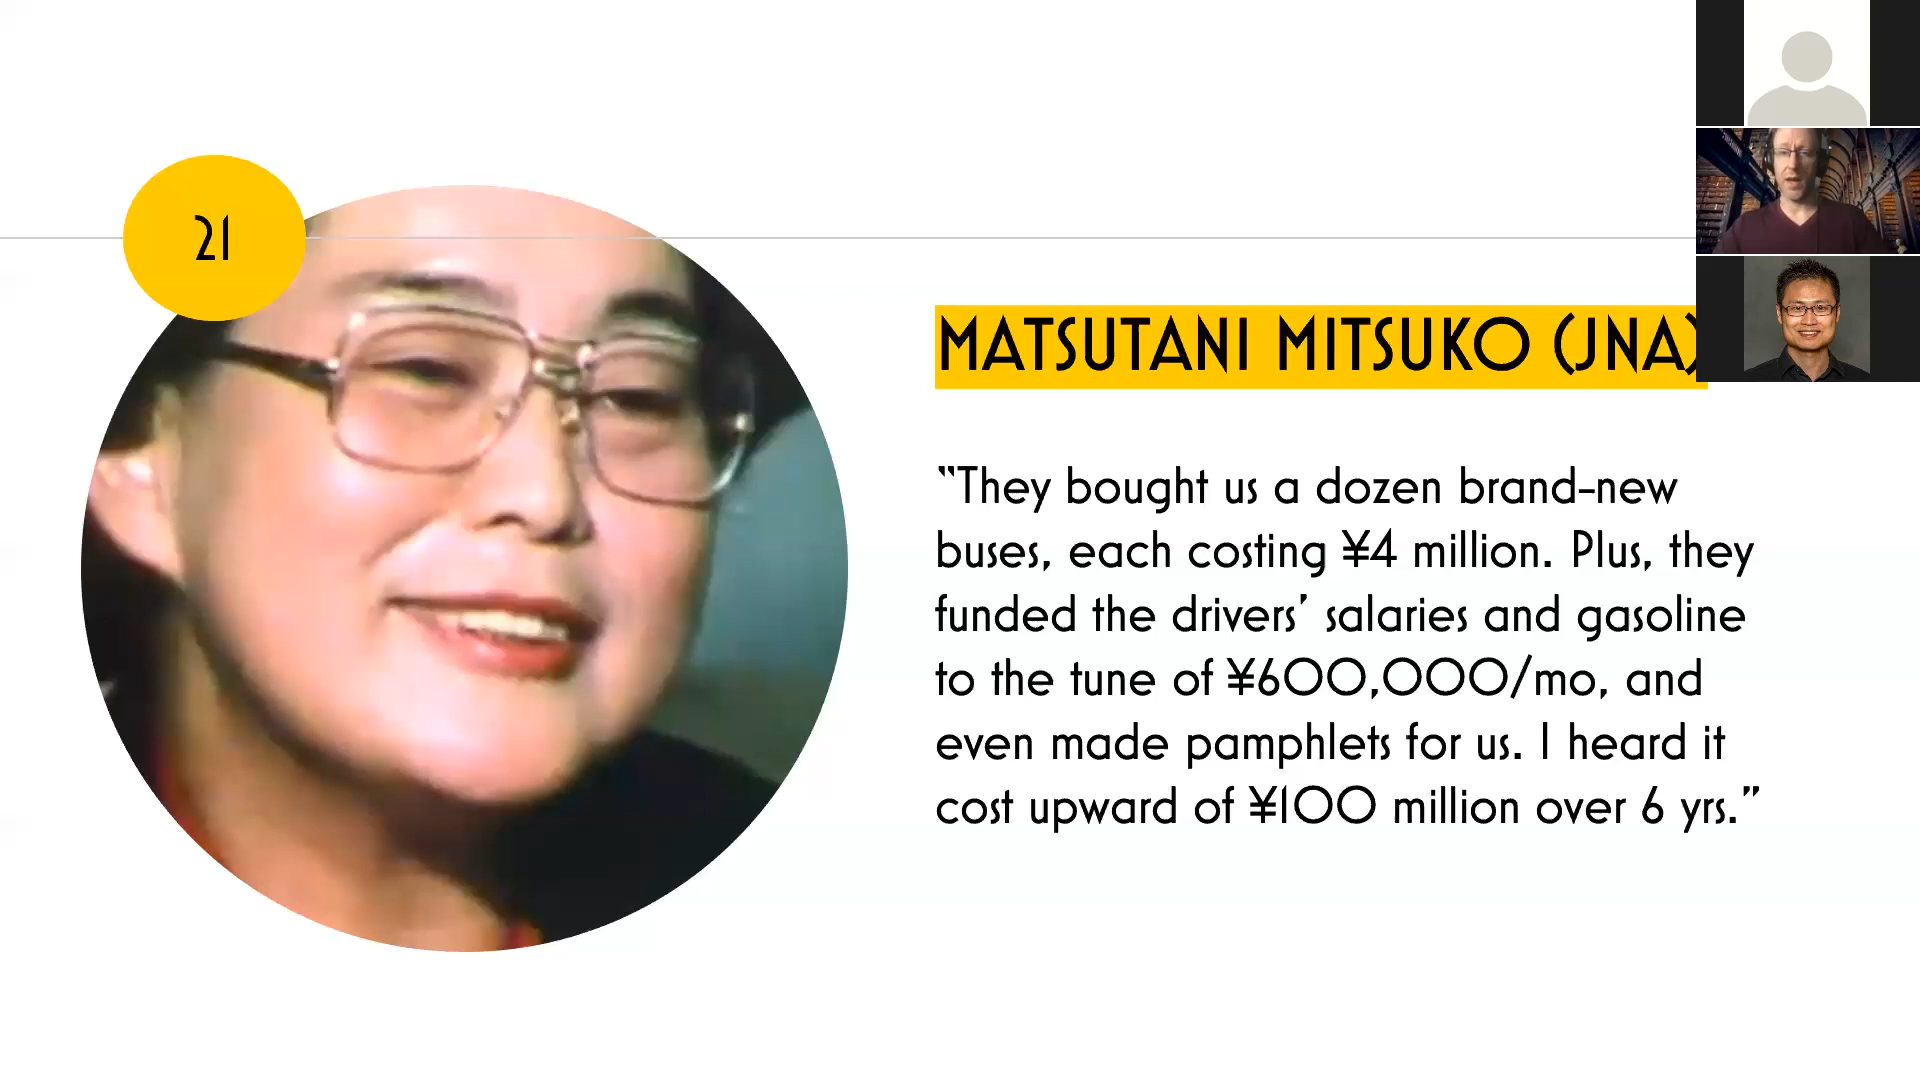 21
MATSUTANI MITSUKO (JNA)
“They bought us a dozen brand-new
buses, each costing ¥4 million. Plus, they
funded the drivers’ salaries and gasoline
to the tune of ¥600,000/mo, and
even made pamphlets for us. I heard it
cost upward of ¥100 million over 6 yrs.”